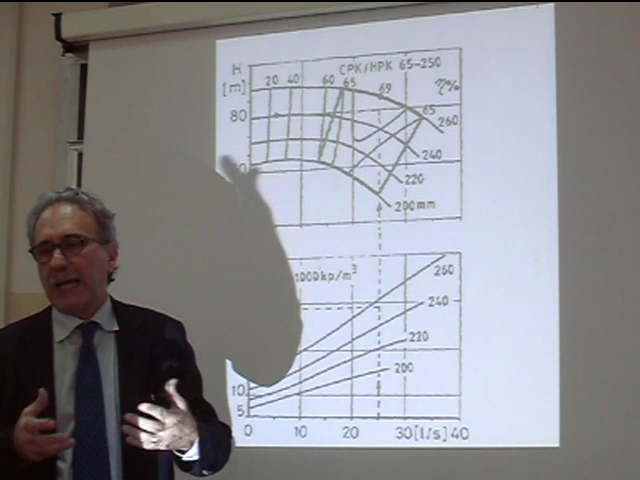 H
[m]
CPK/HPK 65-250
20 40 60 65 69
η%
80
65
260
240
220
200mm
1000kp/m³
260
240
220
200
10
5
0 10 20 30[l/s] 40